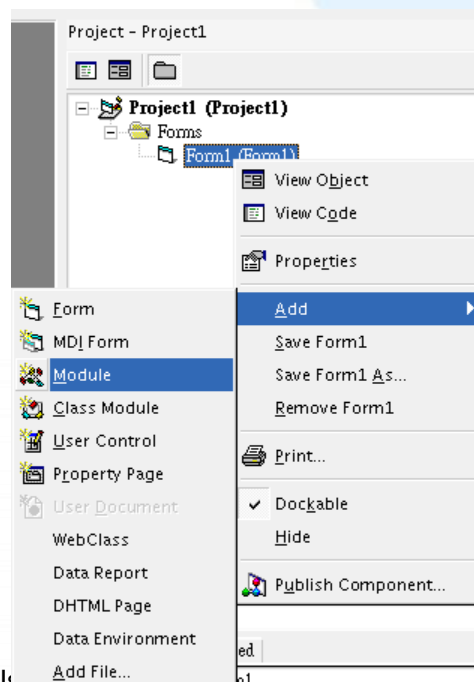 Project - Project1
Project1 (Project1)
Forms
Form1 (Form1)
View Object
View Code
Properties
Add
Save Form1
Save Form1 As...
Remove Form1
Print...
Dockable
Hide
Publish Component...
Form
MDI Form
Module
Class Module
User Control
Property Page
User Document
WebClass
Data Report
DHTML Page
Data Environment
Add File...
ed